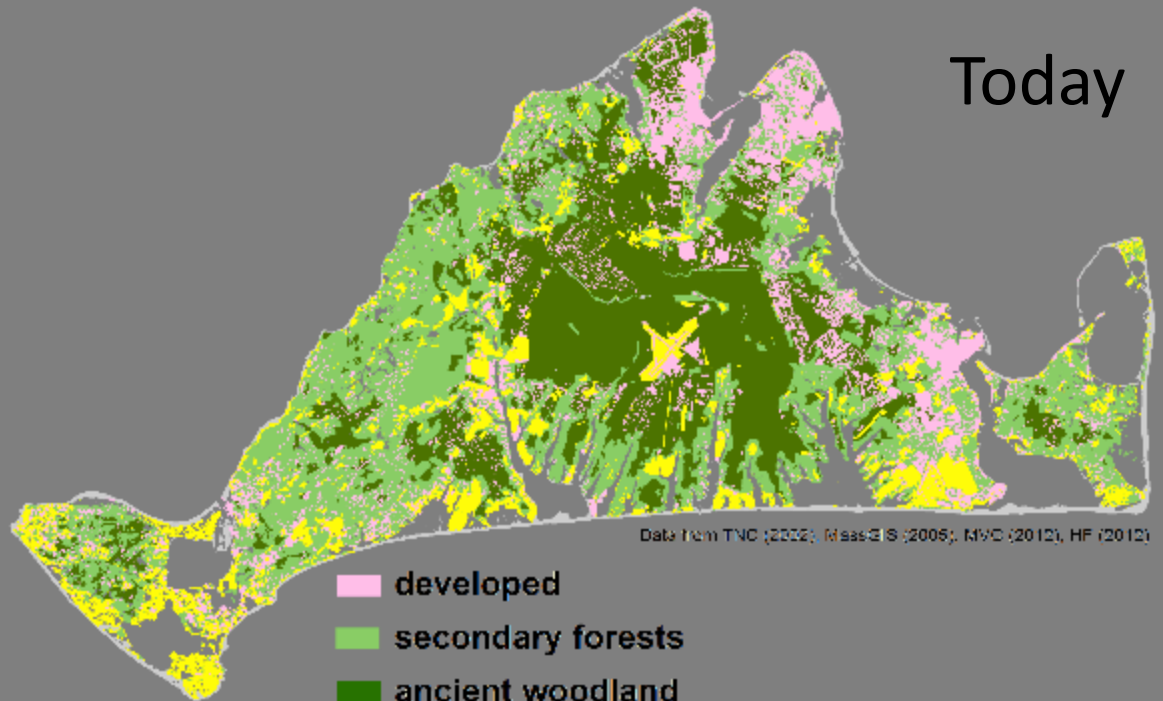 Today
Data from TNC (2002), MassGIS (2005), MVC (2012), HF (2012)
developed
secondary forests
ancient woodland